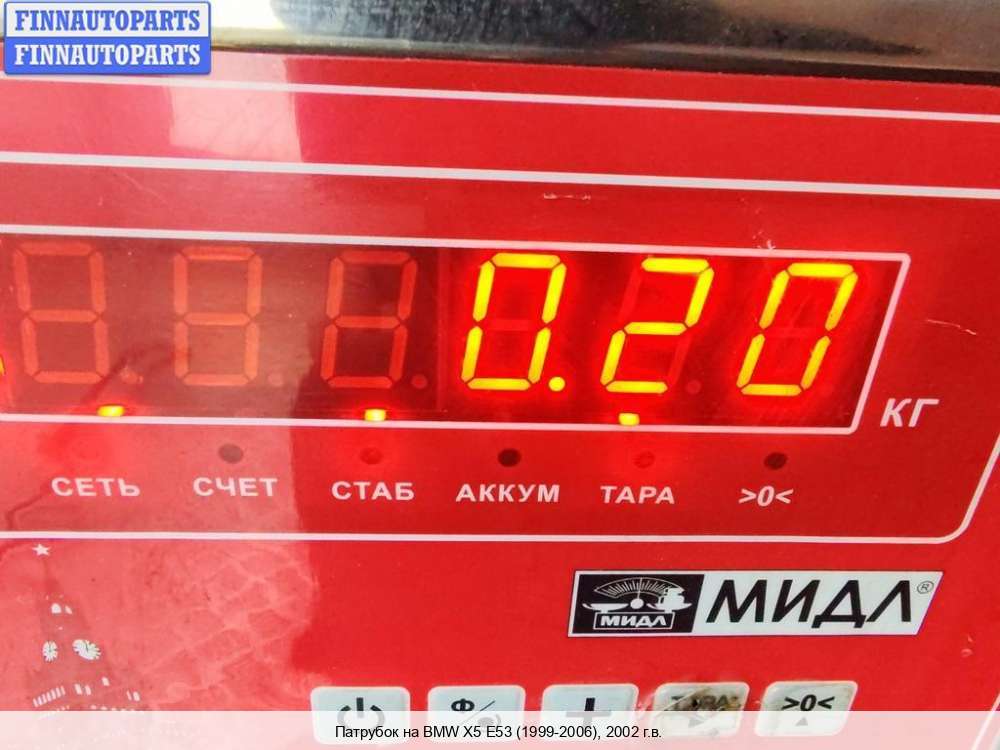 FINNAUTOPARTS
FINNAUTOPARTS
0.20
КГ
СЕТЬ СЧЕТ СТАБ АККУМ ТАРА >0<
МИДЛ МИДЛ®
Ф +  >0<
Патрубок на BMW X5 E53 (1999-2006), 2002 г.в.